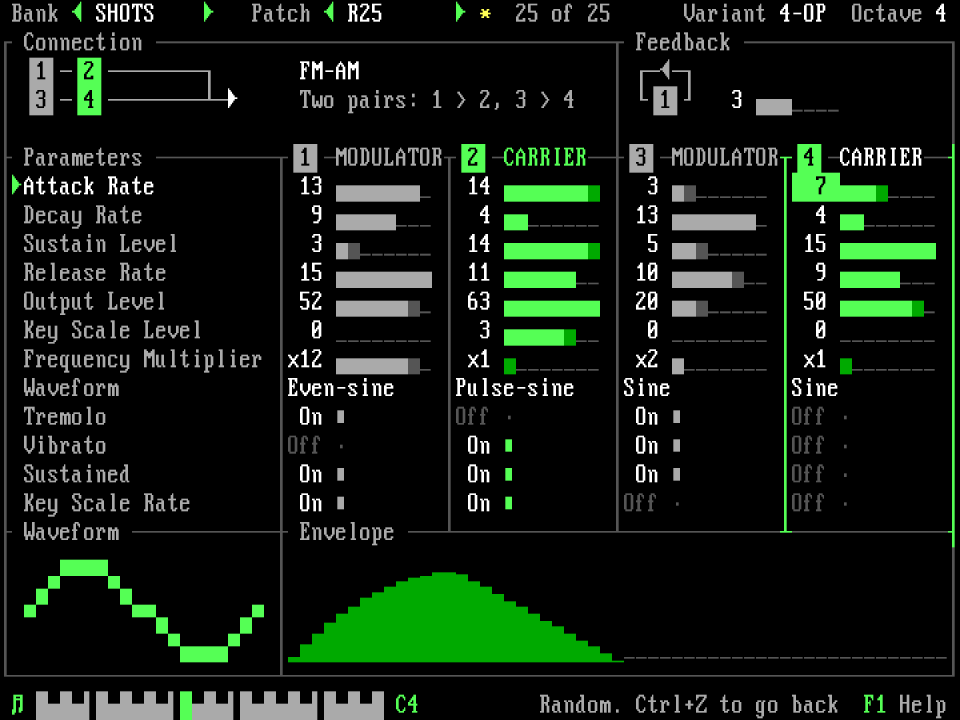 Bank SHOTS Patch R25 * 25 of 25 Variant 4-OP Octave 4
Connection Feedback
1 2 FM-AM
3 4 Two pairs: 1 > 2, 3 > 4 1 3
Parameters 1 MODULATOR 2 CARRIER 3 MODULATOR 4 CARRIER
Attack Rate 13 14 3 7
Decay Rate 9 4 13 4
Sustain Level 3 14 5 15
Release Rate 15 11 10 9
Output Level 52 63 20 50
Key Scale Level 0 3 0 0
Frequency Multiplier x12 x1 x2 x1
Waveform Even-sine Pulse-sine Sine Sine
Tremolo On Off On Off
Vibrato Off On On Off
Sustained On On On Off
Key Scale Rate On On Off Off
Waveform Envelope
C4 Random. Ctrl+Z to go back F1 Help